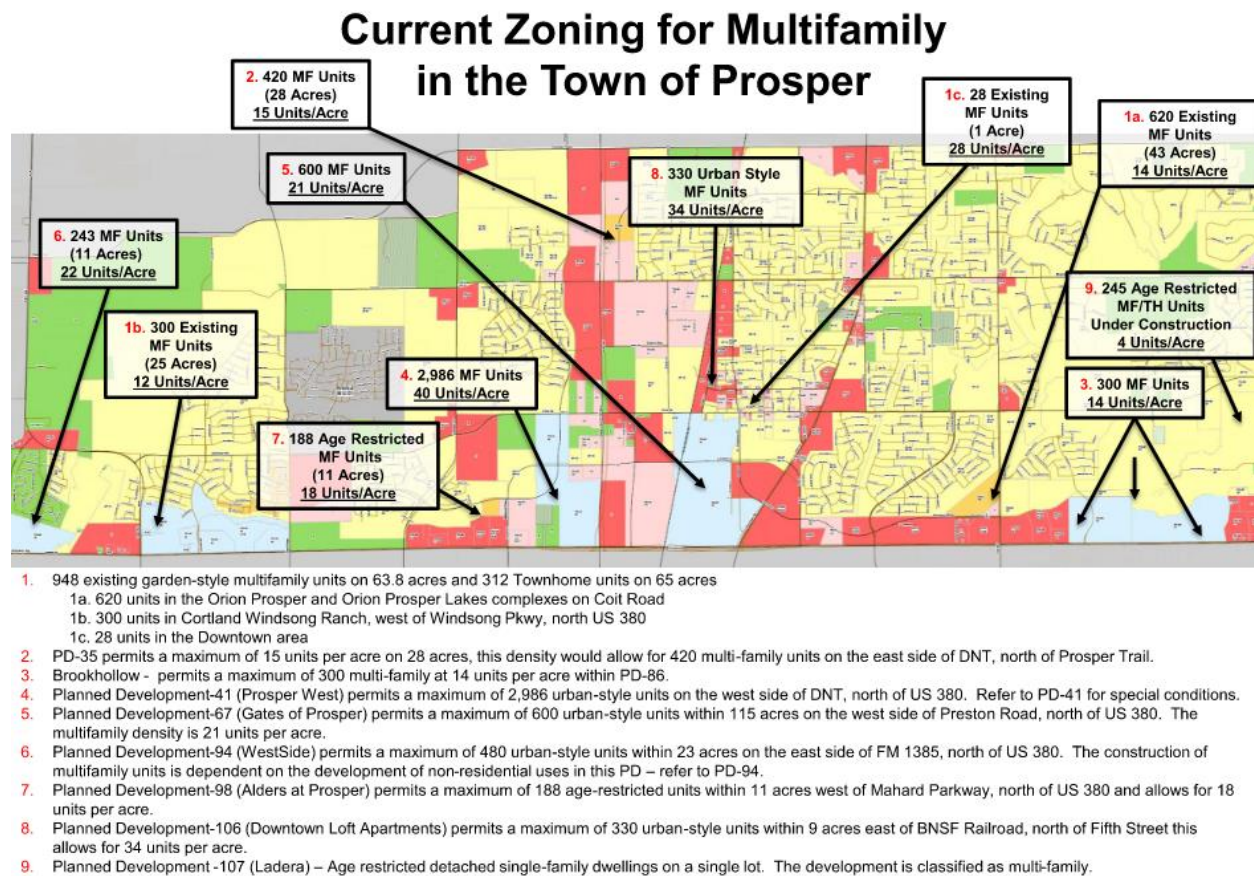 Current Zoning for Multifamily
in the Town of Prosper
2. 420 MF Units
(28 Acres)
15 Units/Acre
1c. 28 Existing
MF Units
(1 Acre)
28 Units/Acre
1a. 620 Existing
MF Units
(43 Acres)
14 Units/Acre
5. 600 MF Units
21 Units/Acre
8. 330 Urban Style
MF Units
34 Units/Acre
6. 243 MF Units
(11 Acres)
22 Units/Acre
9. 245 Age Restricted
MF/TH Units
Under Construction
4 Units/Acre
1b. 300 Existing
MF Units
(25 Acres)
12 Units/Acre
4. 2,986 MF Units
40 Units/Acre
3. 300 MF Units
14 Units/Acre
7. 188 Age Restricted
MF Units
(11 Acres)
18 Units/Acre
1. 948 existing garden-style multifamily units on 63.8 acres and 312 Townhome units on 65 acres
1a. 620 units in the Orion Prosper and Orion Prosper Lakes complexes on Coit Road
1b. 300 units in Cortland Windsong Ranch, west of Windsong Pkwy, north US 380
1c. 28 units in the Downtown area
2. PD-35 permits a maximum of 15 units per acre on 28 acres, this density would allow for 420 multi-family units on the east side of DNT, north of Prosper Trail.
3. Brookhollow - permits a maximum of 300 multi-family at 14 units per acre within PD-86.
4. Planned Development-41 (Prosper West) permits a maximum of 2,986 urban-style units on the west side of DNT, north of US 380. Refer to PD-41 for special conditions.
5. Planned Development-67 (Gates of Prosper) permits a maximum of 600 urban-style units within 115 acres on the west side of Preston Road, north of US 380. The
multifamily density is 21 units per acre.
6. Planned Development-94 (WestSide) permits a maximum of 480 urban-style units within 23 acres on the east side of FM 1385, north of US 380. The construction of
multifamily units is dependent on the development of non-residential uses in this PD – refer to PD-94.
7. Planned Development-98 (Alders at Prosper) permits a maximum of 188 age-restricted units within 11 acres west of Mahard Parkway, north of US 380 and allows for 18
units per acre.
8. Planned Development-106 (Downtown Loft Apartments) permits a maximum of 330 urban-style units within 9 acres east of BNSF Railroad, north of Fifth Street this
allows for 34 units per acre.
9. Planned Development -107 (Ladera) – Age restricted detached single-family dwellings on a single lot. The development is classified as multi-family.